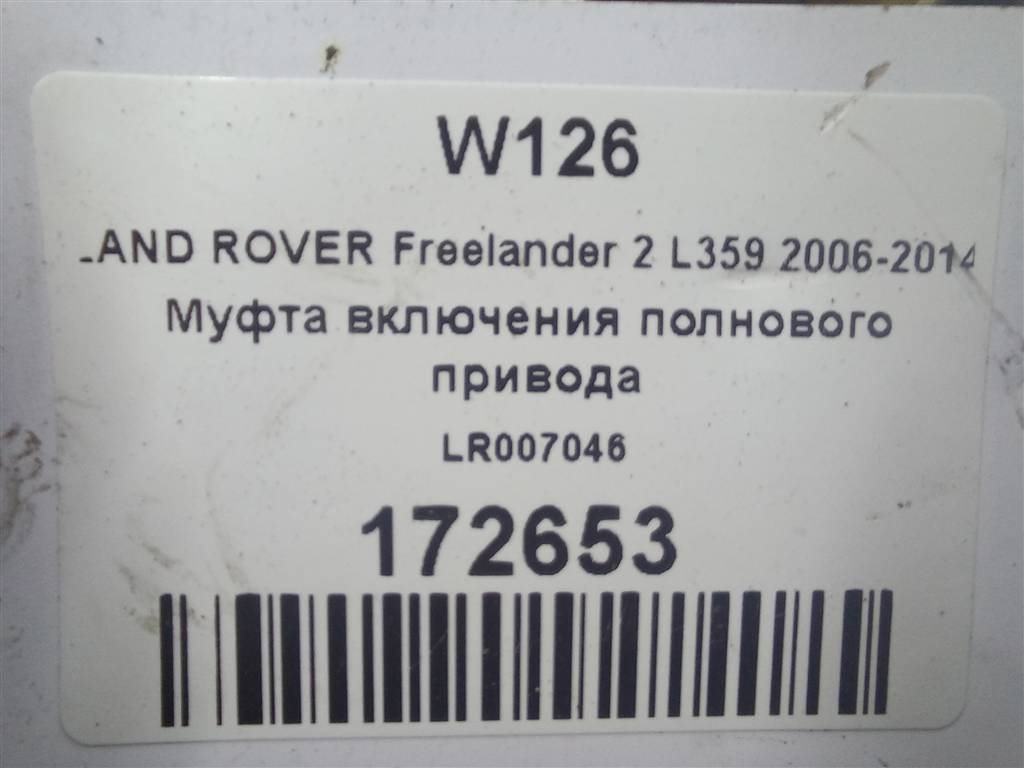 W126
LAND ROVER Freelander 2 L359 2006-2014
Муфта включения полнового
привода
LR007046
172653